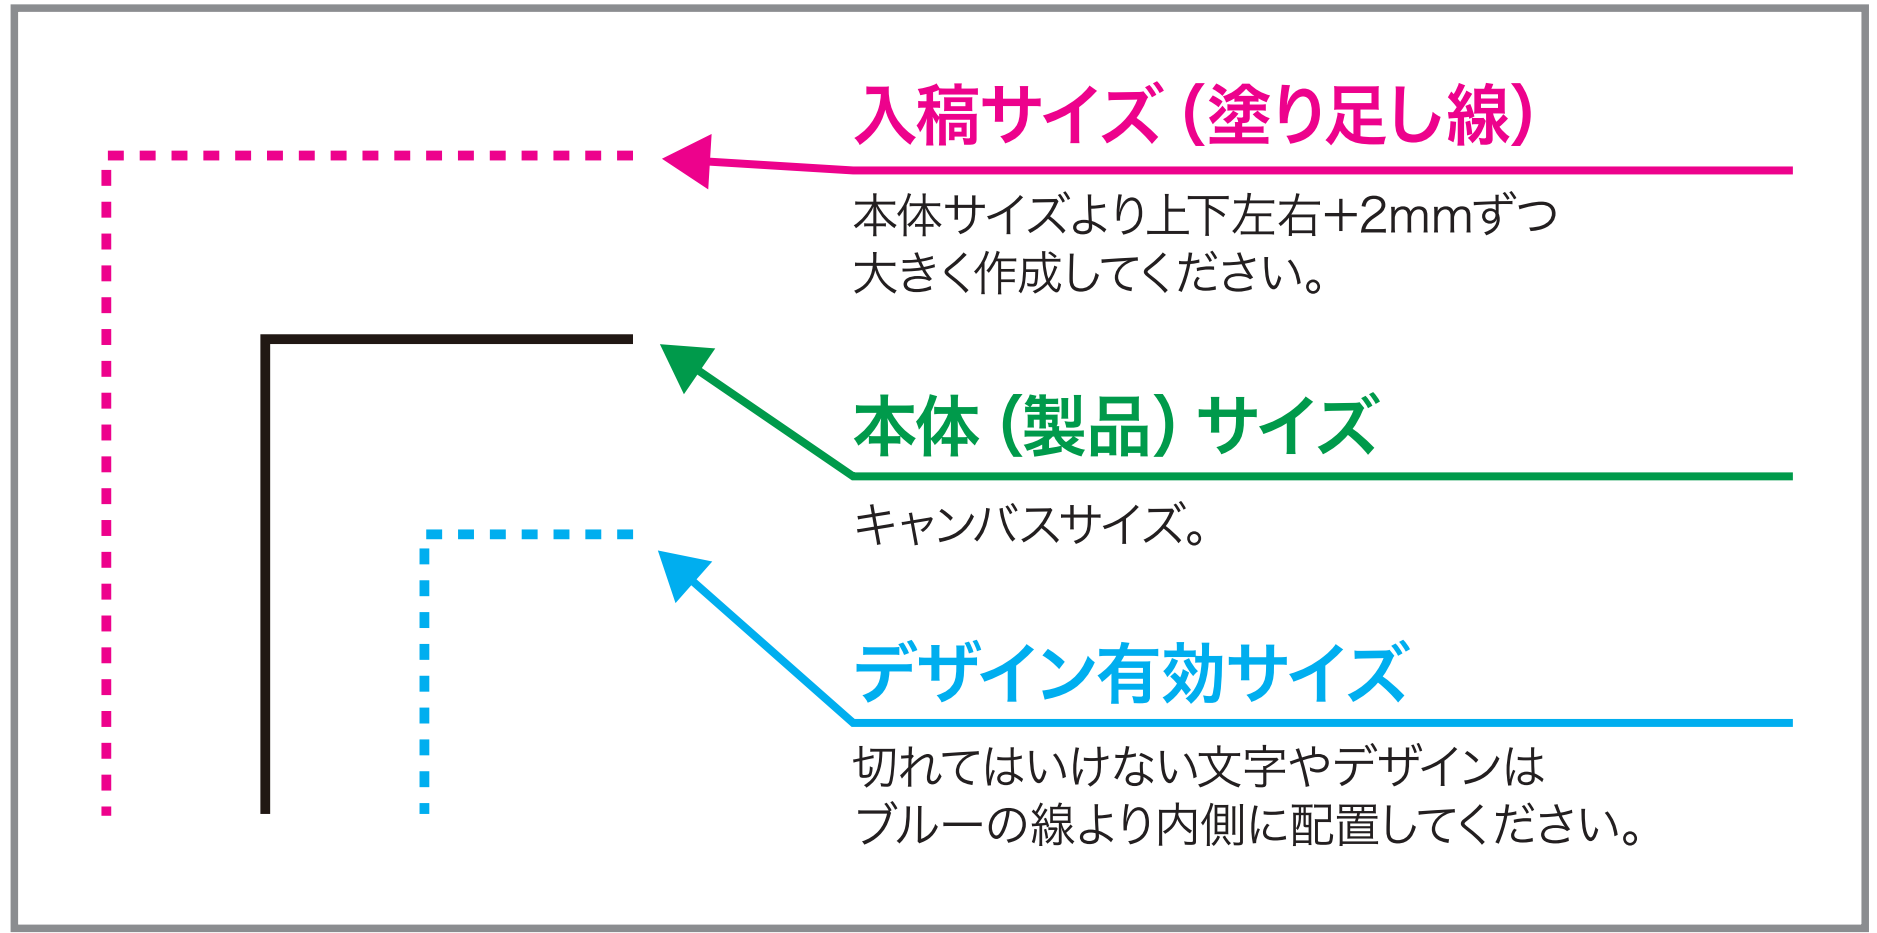 入稿サイズ（塗り足し線）
本体サイズより上下左右+2mmずつ
大きく作成してください。
本体（製品）サイズ
キャンバスサイズ。
デザイン有効サイズ
切れてはいけない文字やデザインは
ブルーの線より内側に配置してください。